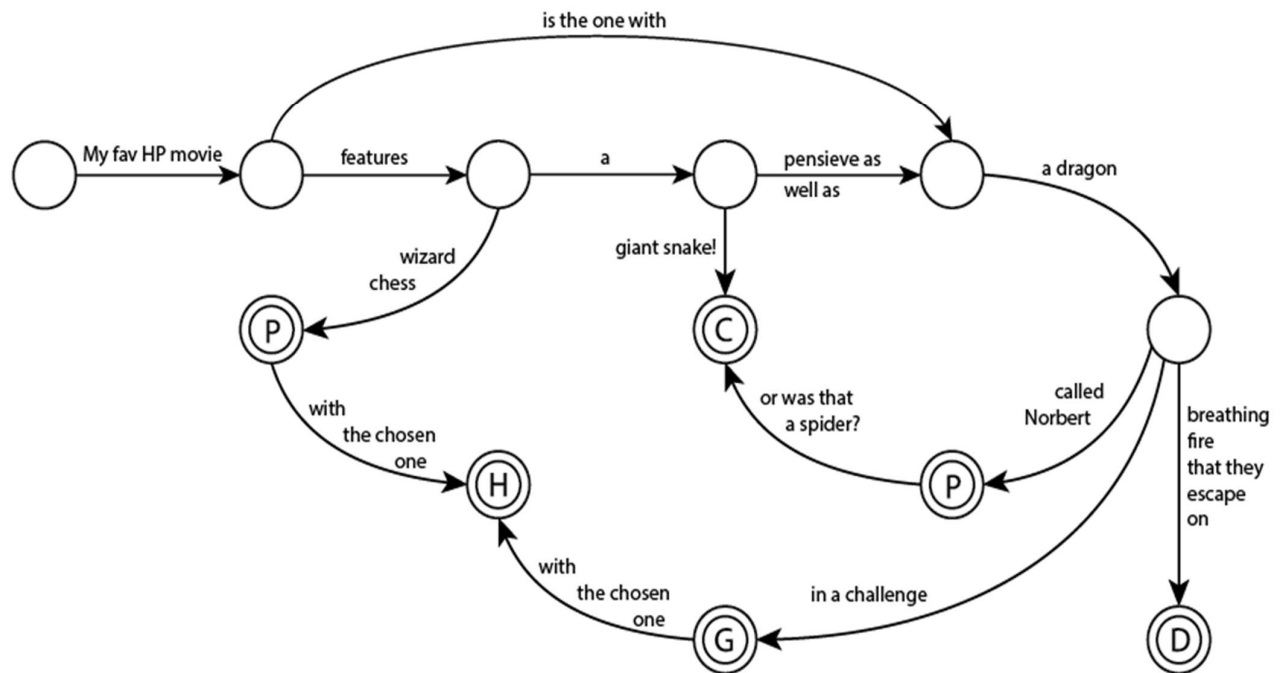 is the one with
My fav HP movie
features
a
pensieve as
well as
a dragon
wizard
chess
giant snake!
P
C
with
the chosen
one
or was that
a spider?
called
Norbert
breathing
fire
that they
escape
on
H
P
with
the chosen
one
in a challenge
G
D